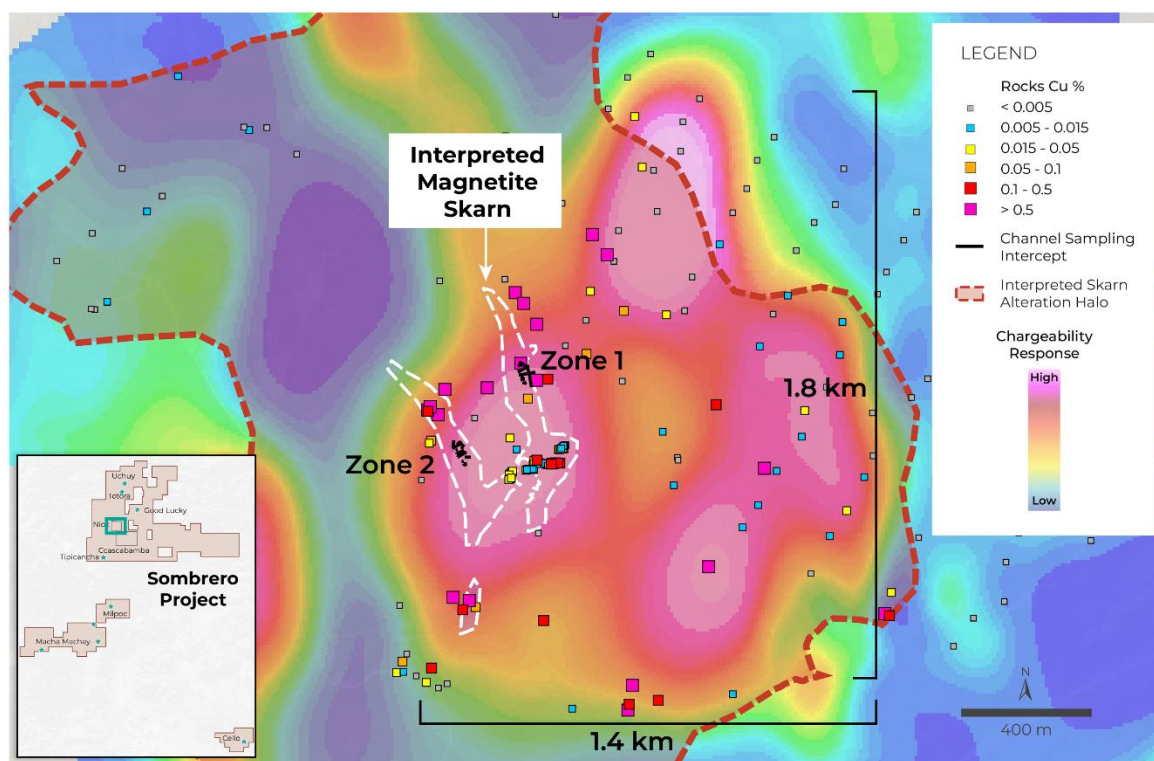 LEGEND
Rocks Cu %
< 0.005
0.005 - 0.015
0.015 - 0.05
0.05 - 0.1
0.1 - 0.5
> 0.5
Channel Sampling
Intercept
Interpreted Skarn
Alteration Halo
Chargeability
Response
High
Low
Interpreted
Magnetite
Skarn
Zone 1
Zone 2
1.8 km
1.4 km
N
400 m
Uchuy
Totora
Good Lucky
Nio
Ccascabamba
Tipicancha
Sombrero
Project
Milpoc
Macha Machay
Cello